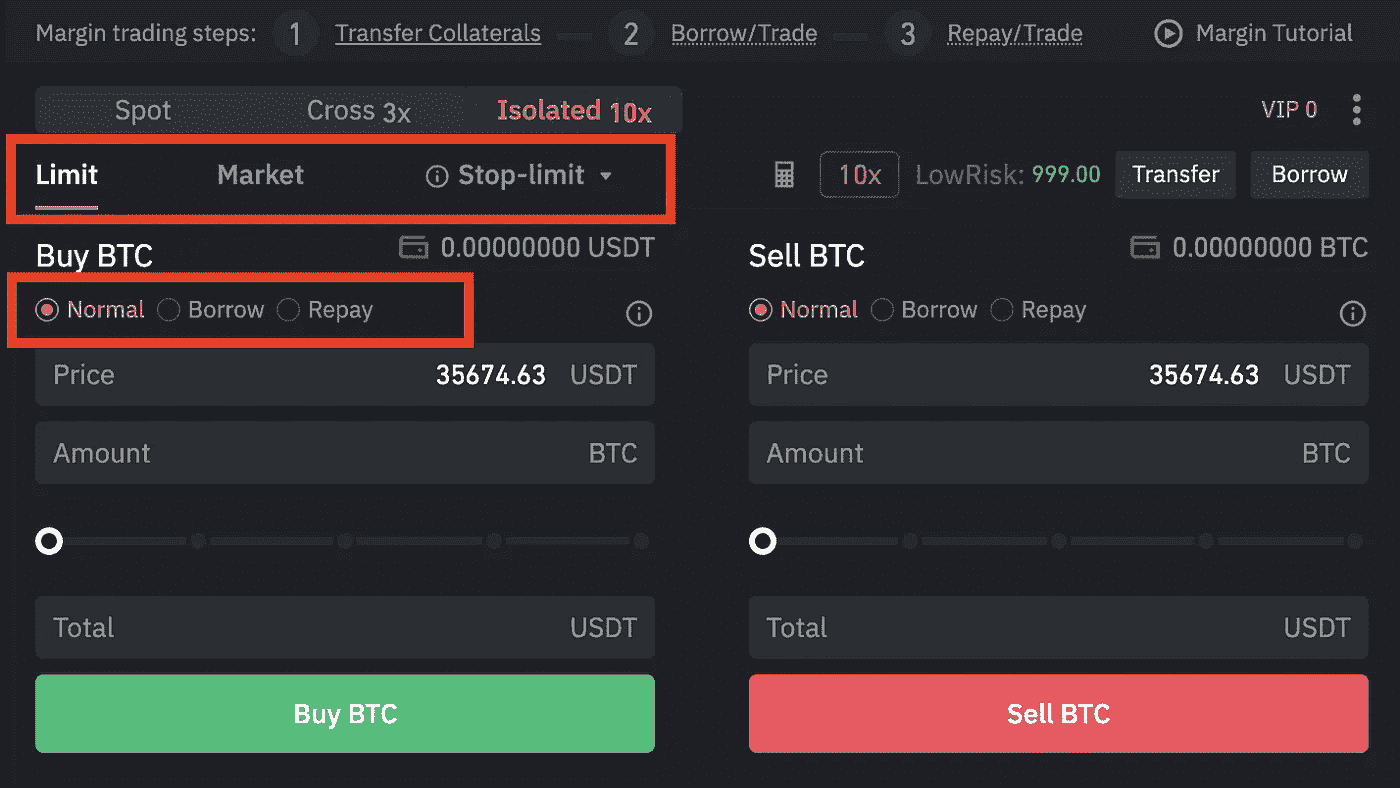 Margin trading steps: 1 Transfer Collaterals 2 Borrow/Trade 3 Repay/Trade Margin Tutorial
Spot Cross 3x Isolated 10x VIP 0
Limit Market Stop-limit 10x LowRisk: 999.00 Transfer Borrow
Buy BTC 0.00000000 USDT Sell BTC 0.00000000 BTC
Normal Borrow Repay Normal Borrow Repay
Price 35674.63 USDT Price 35674.63 USDT
Amount BTC Amount BTC
Total USDT Total USDT
Buy BTC Sell BTC